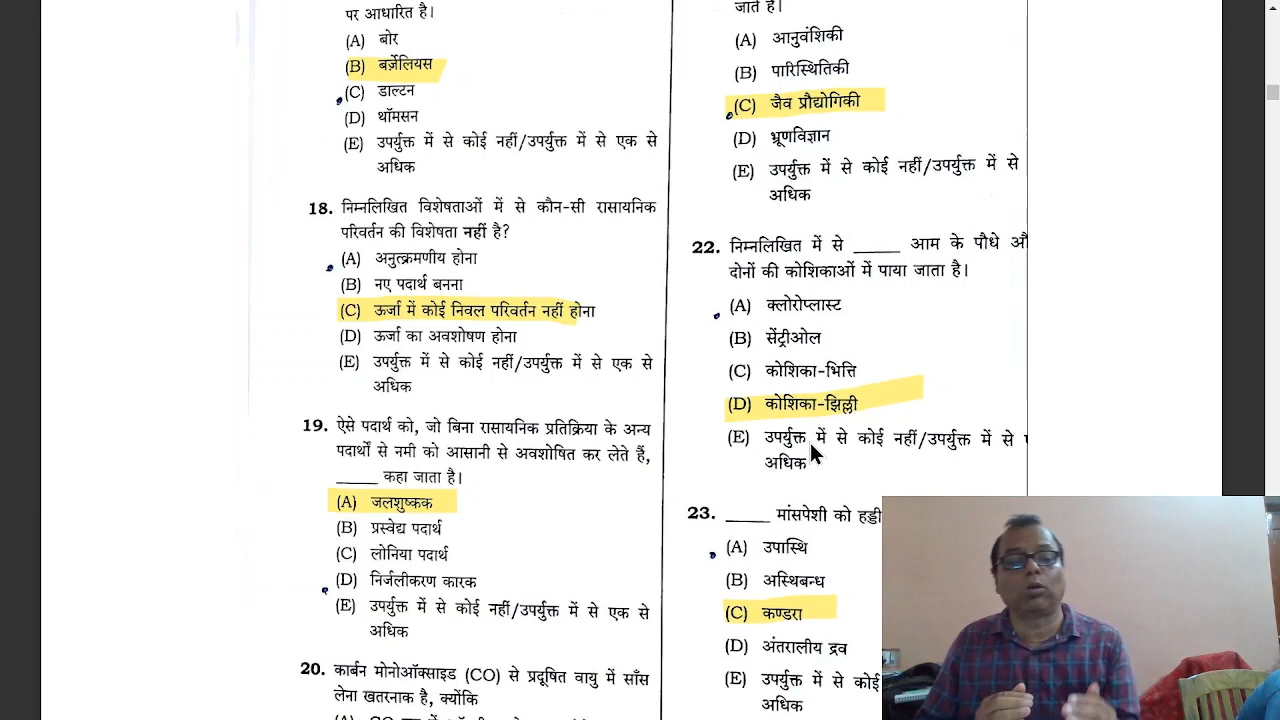 पर आधारित है।
(A) बोर
(B) बर्ज़ेलियस
(C) डाल्टन
(D) थॉमसन
(E) उपर्युक्त में से कोई नहीं/उपर्युक्त में से एक से
अधिक
18. निम्नलिखित विशेषताओं में से कौन-सी रासायनिक
परिवर्तन की विशेषता नहीं है?
(A) अनुत्क्रमणीय होना
(B) नए पदार्थ बनना
(C) ऊर्जा में कोई निवल परिवर्तन नहीं होना
(D) ऊर्जा का अवशोषण होना
(E) उपर्युक्त में से कोई नहीं/उपर्युक्त में से एक से
अधिक
19. ऐसे पदार्थ को, जो बिना रासायनिक प्रतिक्रिया के अन्य
पदार्थों से नमी को आसानी से अवशोषित कर लेते हैं,
_____ कहा जाता है।
(A) जलशुष्कक
(B) प्रस्वेद्य पदार्थ
(C) लोनिया पदार्थ
(D) निर्जलीकरण कारक
(E) उपर्युक्त में से कोई नहीं/उपर्युक्त में से एक से
अधिक
20. कार्बन मोनोऑक्साइड (CO) से प्रदूषित वायु में साँस
लेना खतरनाक है, क्योंकि
जाते हैं।
(A) आनुवंशिकी
(B) पारिस्थितिकी
(C) जैव प्रौद्योगिकी
(D) भ्रूणविज्ञान
(E) उपर्युक्त में से कोई नहीं/उपर्युक्त में से
अधिक
22. निम्नलिखित में से _____ आम के पौधे
दोनों की कोशिकाओं में पाया जाता है।
(A) क्लोरोप्लास्ट
(B) सेंट्रीओल
(C) कोशिका-भित्ति
(D) कोशिका-झिल्ली
(E) उपर्युक्त में से कोई नहीं/उपर्युक्त में से
अधिक
23. _____ मांसपेशी को हड्डी
(A) उपास्थि
(B) अस्थिबन्ध
(C) कण्डरा
(D) अंतरालीय द्रव
(E) उपर्युक्त में से कोई
अधिक